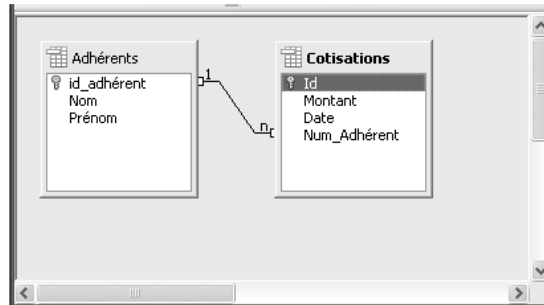 Adhérents
id_adhérent
Nom
Prénom
1
n
Cotisations
Id
Montant
Date
Num_Adhérent